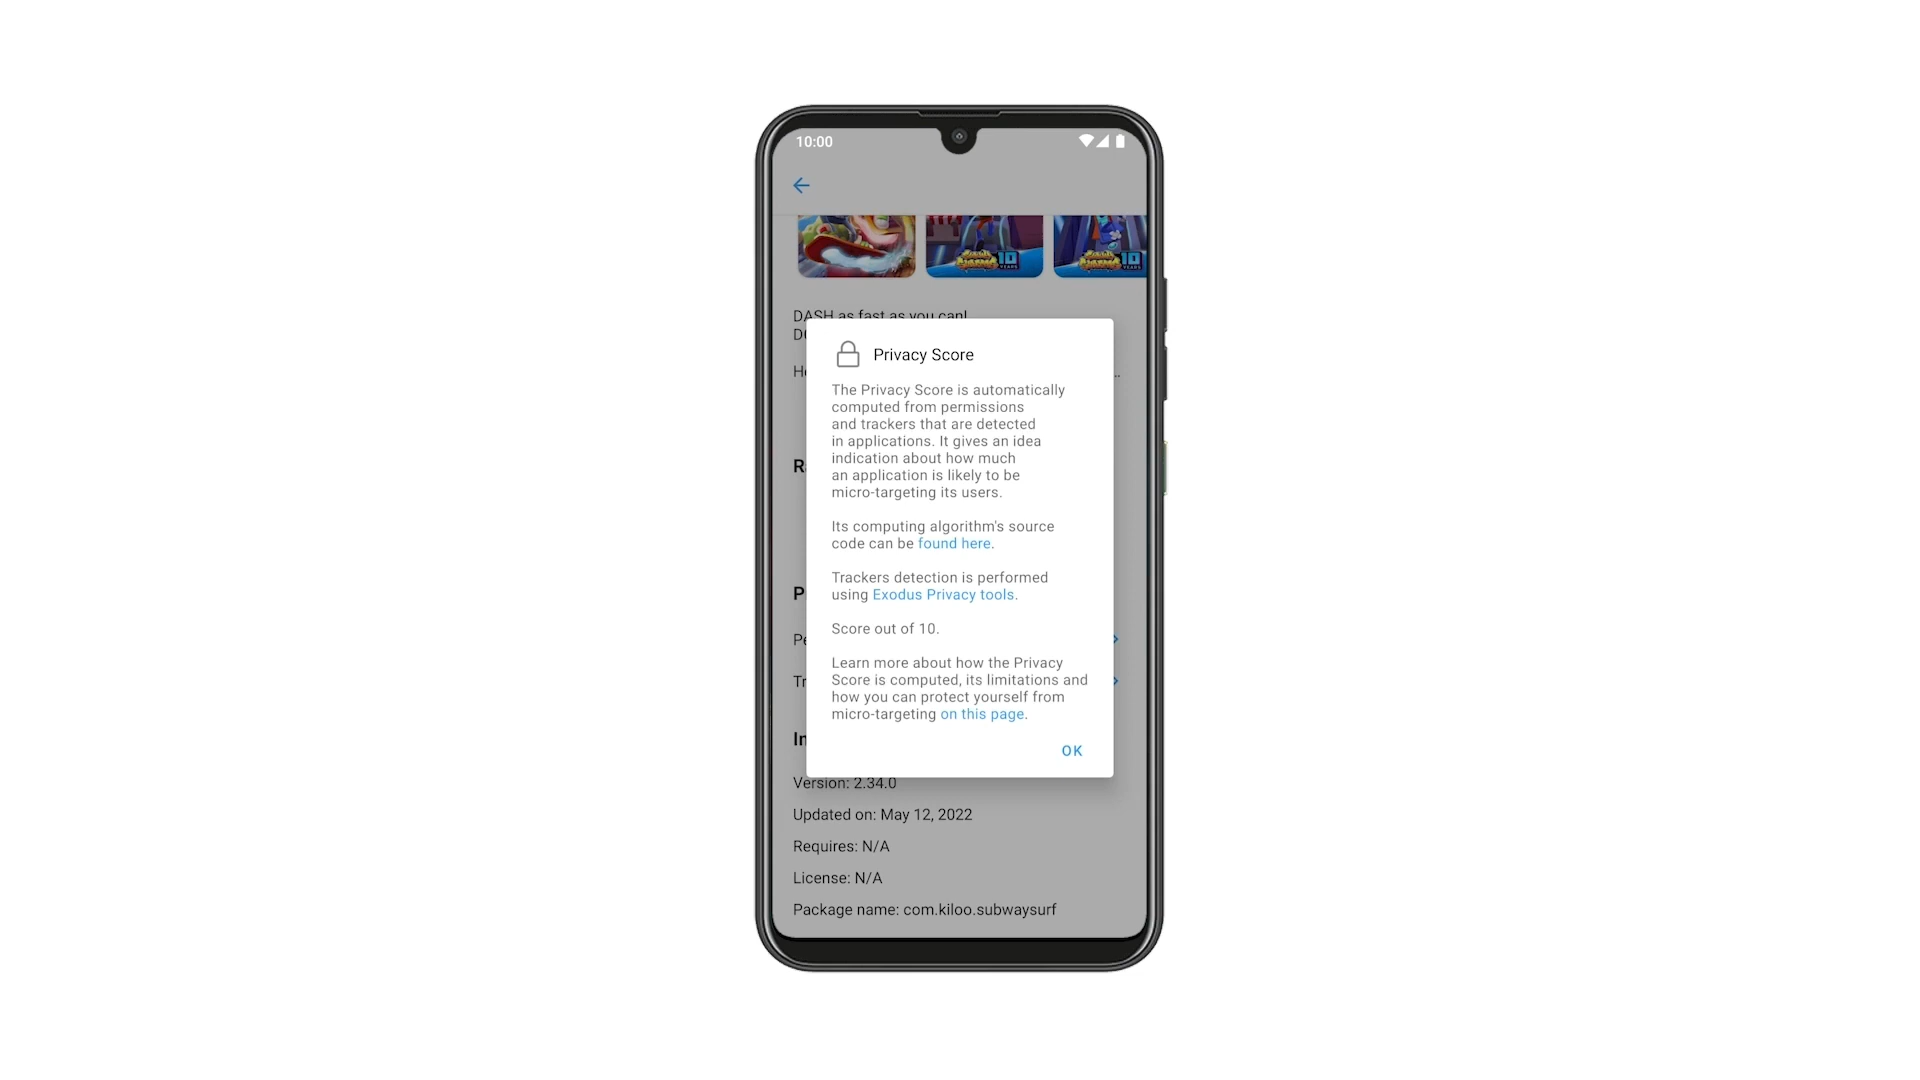 10:00
10
YEARS
10
YEARS
DASH as fast as you can!
Privacy Score
The Privacy Score is automatically
computed from permissions
and trackers that are detected
in applications. It gives an idea
indication about how much
an application is likely to be
micro-targeting its users.
Its computing algorithm's source
code can be found here.
Trackers detection is performed
using Exodus Privacy tools.
Score out of 10.
Learn more about how the Privacy
Score is computed, its limitations and
how you can protect yourself from
micro-targeting on this page.
OK
Version: 2.34.0
Updated on: May 12, 2022
Requires: N/A
License: N/A
Package name: com.kiloo.subwaysurf